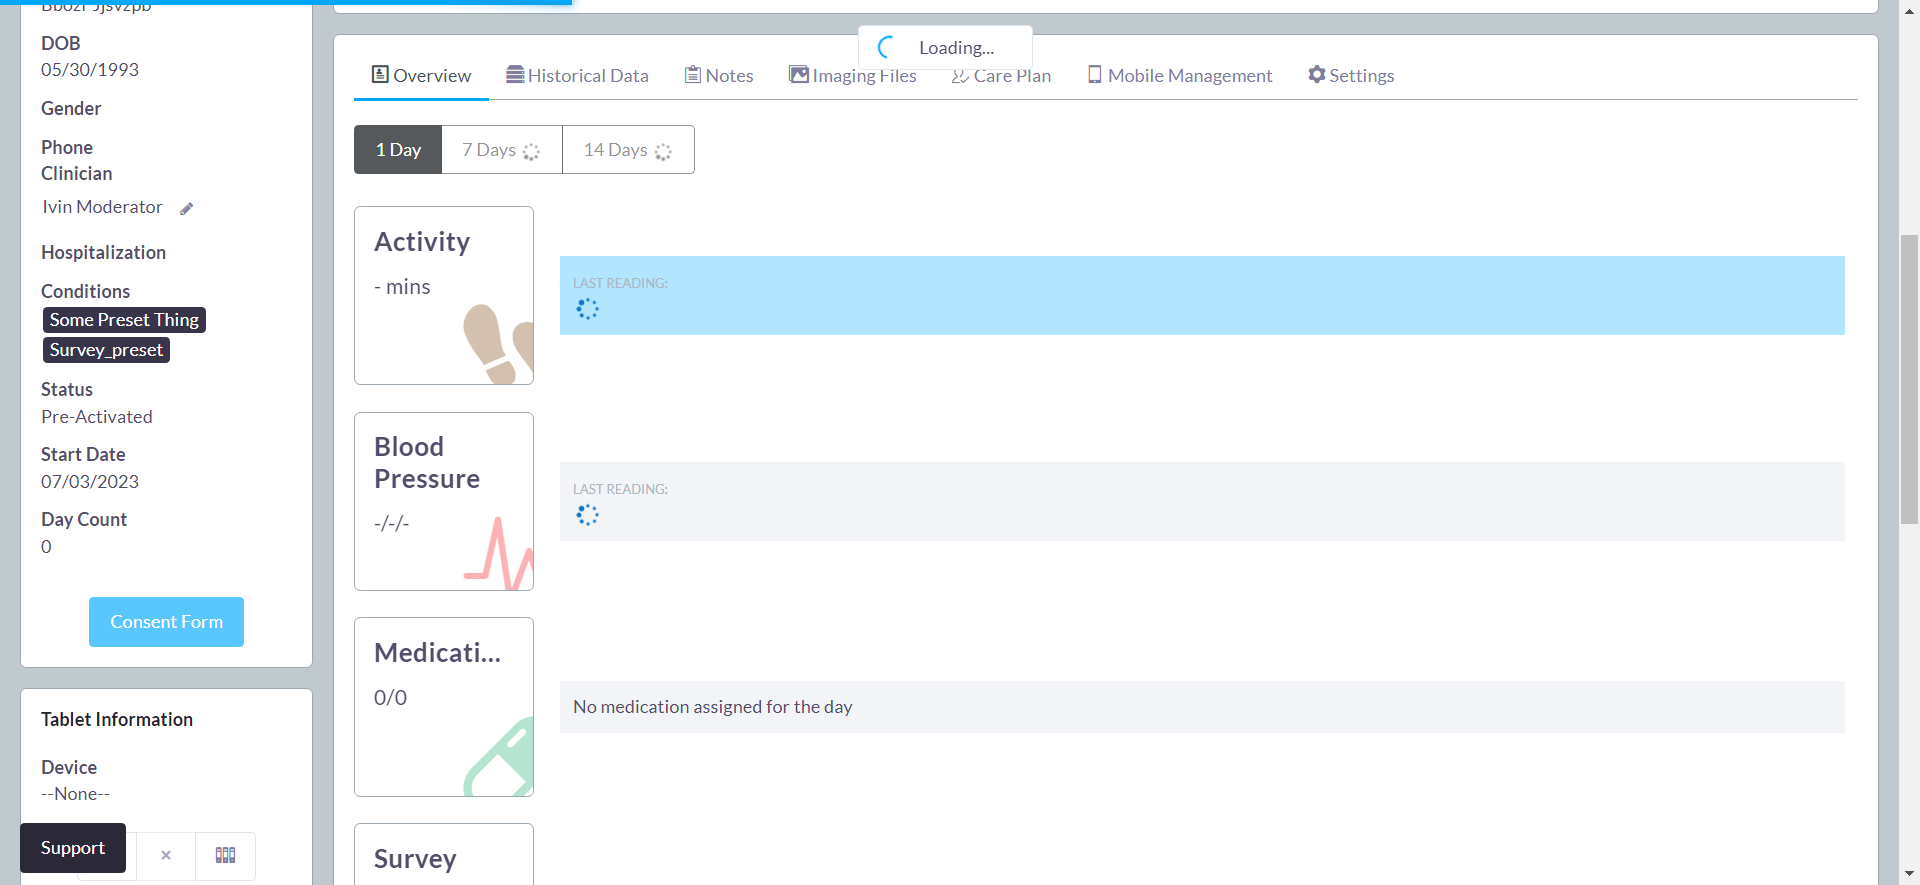 DOB
05/30/1993
Gender
Phone
Clinician
Ivin Moderator
Hospitalization
Conditions
Some Preset Thing
Survey_preset
Status
Pre-Activated
Start Date
07/03/2023
Day Count
0
Consent Form
Tablet Information
Device
--None--
Support
Loading...
Overview
Historical Data
Notes
Imaging Files
Care Plan
Mobile Management
Settings
1 Day
7 Days
14 Days
Activity
- mins
LAST READING:
Blood
Pressure
-/-/-
LAST READING:
Medicati...
0/0
No medication assigned for the day
Survey